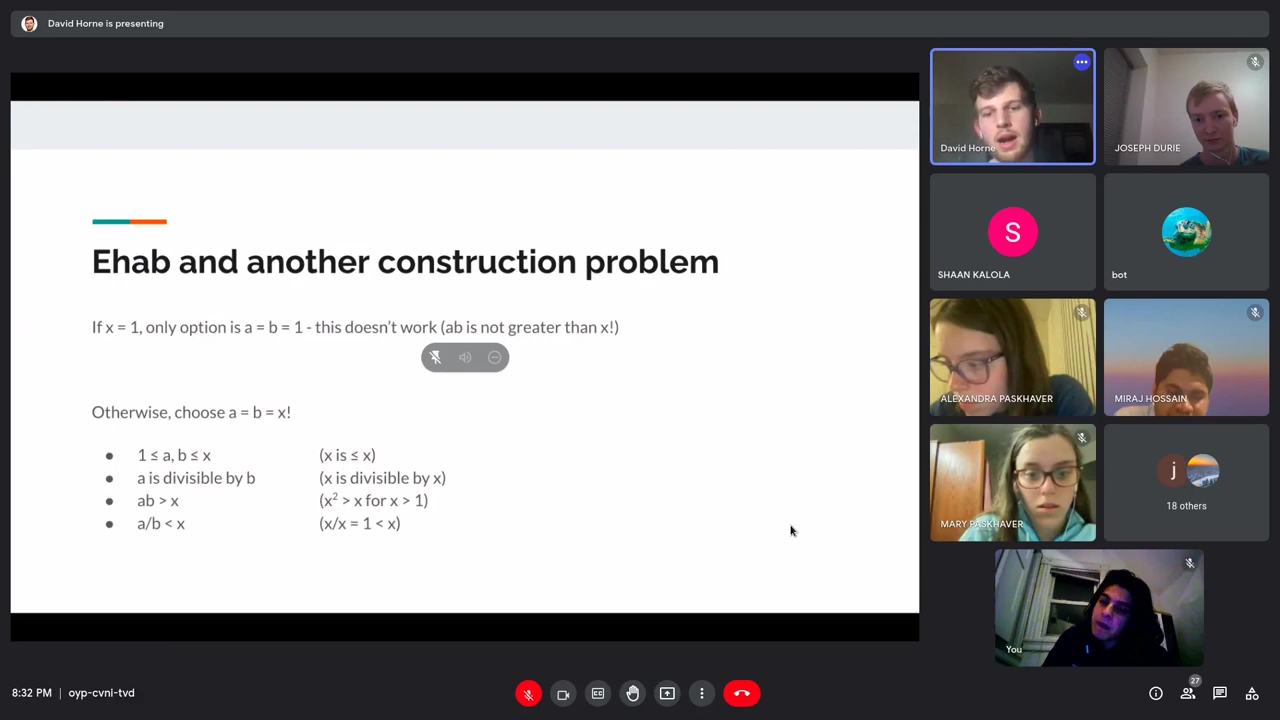 David Horne is presenting
Ehab and another construction problem
If x = 1, only option is a = b = 1 - this doesn't work (ab is not greater than x!)
Otherwise, choose a = b = x!
● 1 ≤ a, b ≤ x (x is ≤ x)
● a is divisible by b (x is divisible by x)
● ab > x (x² > x for x > 1)
● a/b < x (x/x = 1 < x)
David Horne
JOSEPH DURIE
S
SHAAN KALOLA
bot
ALEXANDRA PASKHAVER
MIRAJ HOSSAIN
MARY PASKHAVER
j
18 others
You
8:32 PM | oyp-cvnl-tvd
27